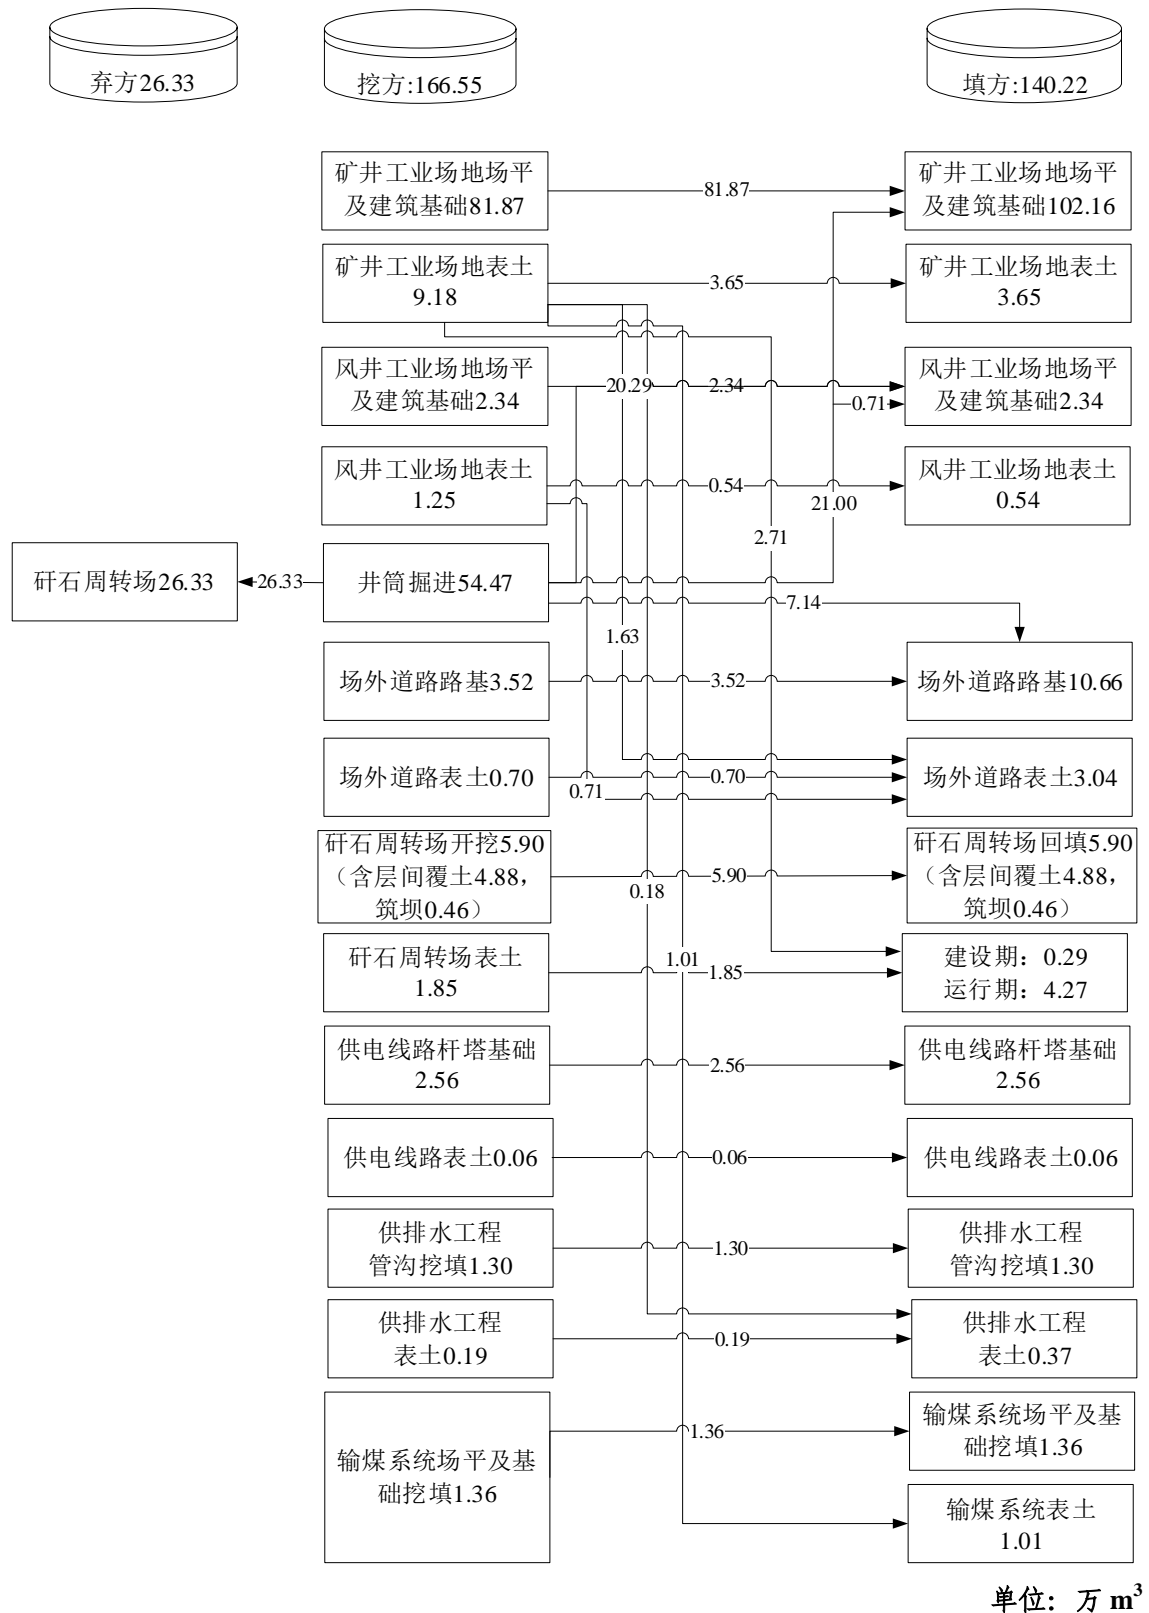 弃方26.33
挖方:166.55
填方:140.22
矿井工业场地场平
及建筑基础81.87
81.87
矿井工业场地场平
及建筑基础102.16
矿井工业场地表土
9.18
3.65
矿井工业场地表土
3.65
风井工业场地场平
及建筑基础2.34
20.29
2.34
0.71
风井工业场地场平
及建筑基础2.34
风井工业场地表土
1.25
0.54
21.00
风井工业场地表土
0.54
2.71
矸石周转场26.33
26.33
井筒掘进54.47
7.14
1.63
场外道路路基3.52
3.52
场外道路路基10.66
场外道路表土0.70
0.70
0.71
场外道路表土3.04
矸石周转场开挖5.90
（含层间覆土4.88，
筑坝0.46）
5.90
0.18
矸石周转场回填5.90
（含层间覆土4.88，
筑坝0.46）
矸石周转场表土
1.85
1.01
1.85
建设期：0.29
运行期：4.27
供电线路杆塔基础
2.56
2.56
供电线路杆塔基础
2.56
供电线路表土0.06
0.06
供电线路表土0.06
供排水工程
管沟挖填1.30
1.30
供排水工程
管沟挖填1.30
供排水工程
表土0.19
0.19
供排水工程
表土0.37
输煤系统场平及基
础挖填1.36
1.36
输煤系统场平及基
础挖填1.36
输煤系统表土
1.01
单位：万 m³